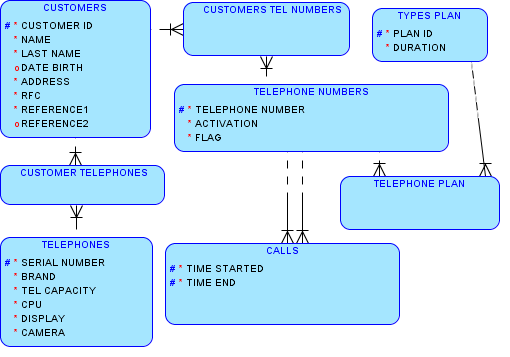 CUSTOMERS
# * CUSTOMER ID
* NAME
* LAST NAME
o DATE BIRTH
* ADDRESS
* RFC
* REFERENCE1
o REFERENCE2
CUSTOMERS TEL NUMBERS
TYPES PLAN
# * PLAN ID
* DURATION
TELEPHONE NUMBERS
# * TELEPHONE NUMBER
* ACTIVATION
* FLAG
CUSTOMER TELEPHONES
TELEPHONE PLAN
TELEPHONES
# * SERIAL NUMBER
* BRAND
* TEL CAPACITY
* CPU
* DISPLAY
* CAMERA
CALLS
# * TIME STARTED
# * TIME END